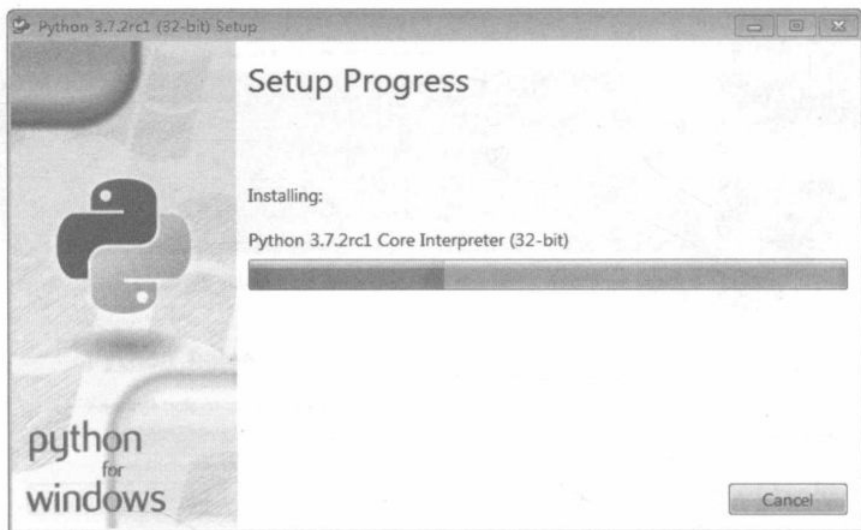 Python 3.7.2rc1 (32-bit) Setup
Setup Progress
Installing:
Python 3.7.2rc1 Core Interpreter (32-bit)
python
for
windows
Cancel